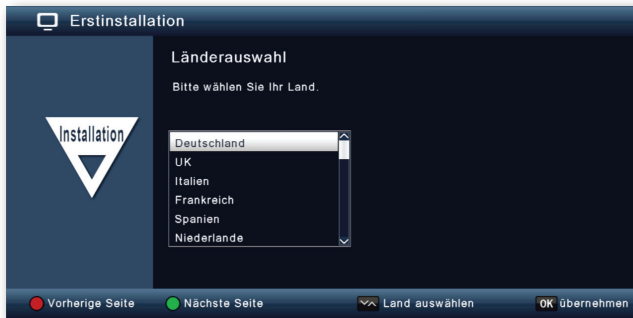 Erstinstallation
Länderauswahl
Bitte wählen Sie Ihr Land.
Installation
Deutschland
UK
Italien
Frankreich
Spanien
Niederlande
Vorherige Seite
Nächste Seite
Land auswählen
OK übernehmen